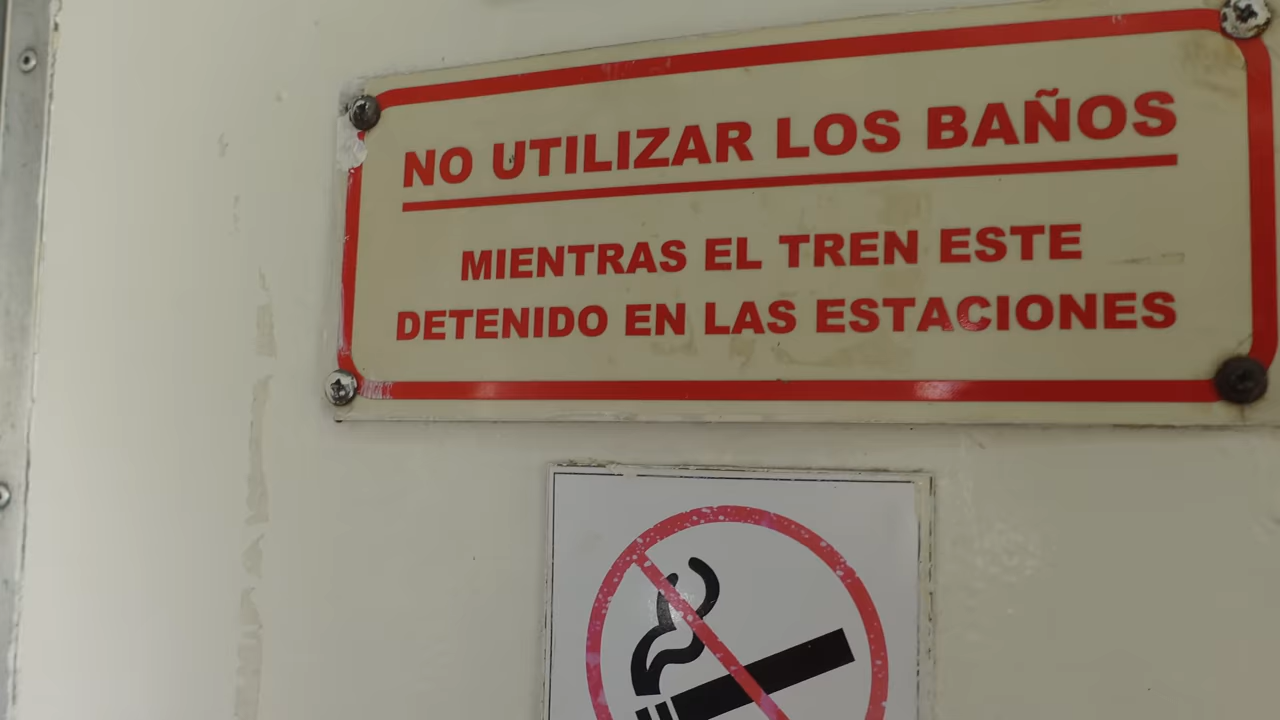 NO UTILIZAR LOS BAÑOS
MIENTRAS EL TREN ESTE
DETENIDO EN LAS ESTACIONES